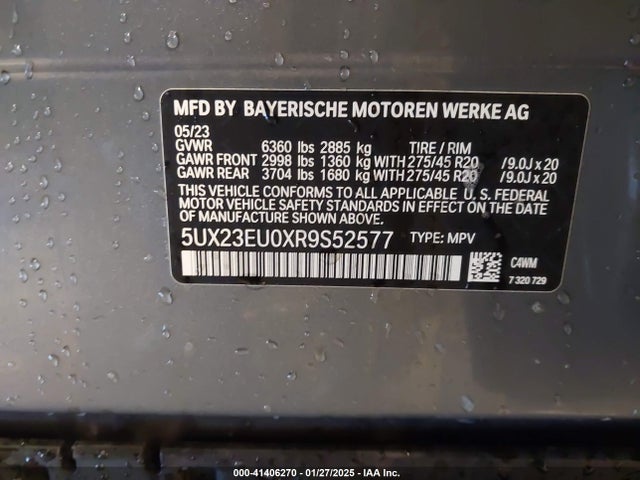 MFD BY BAYERISCHE MOTOREN WERKE AG
05/23
GVWR 6360 lbs 2885 kg TIRE / RIM
GAWR FRONT 2998 lbs 1360 kg WITH 275/45 R20 /9.0J x 20
GAWR REAR 3704 lbs 1680 kg WITH 275/45 R20 /9.0J x 20
THIS VEHICLE CONFORMS TO ALL APPLICABLE U. S. FEDERAL
MOTOR VEHICLE SAFETY STANDARDS IN EFFECT ON THE DATE OF
MANUFACTURE SHOWN ABOVE.
5UX23EU0XR9S52577 TYPE: MPV
C4WM
7 320 729
000-41406270 - 01/27/2025 - IAA Inc.